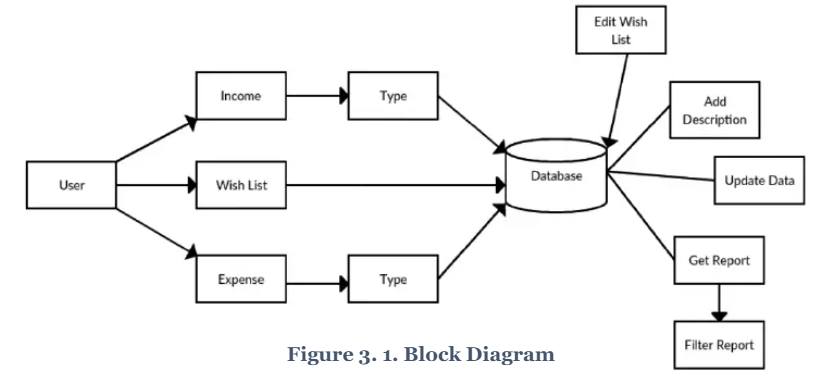 Edit Wish
List
Income
Type
Add
Description
User
Wish List
Database
Update Data
Expense
Type
Get Report
Filter Report
Figure 3. 1. Block Diagram